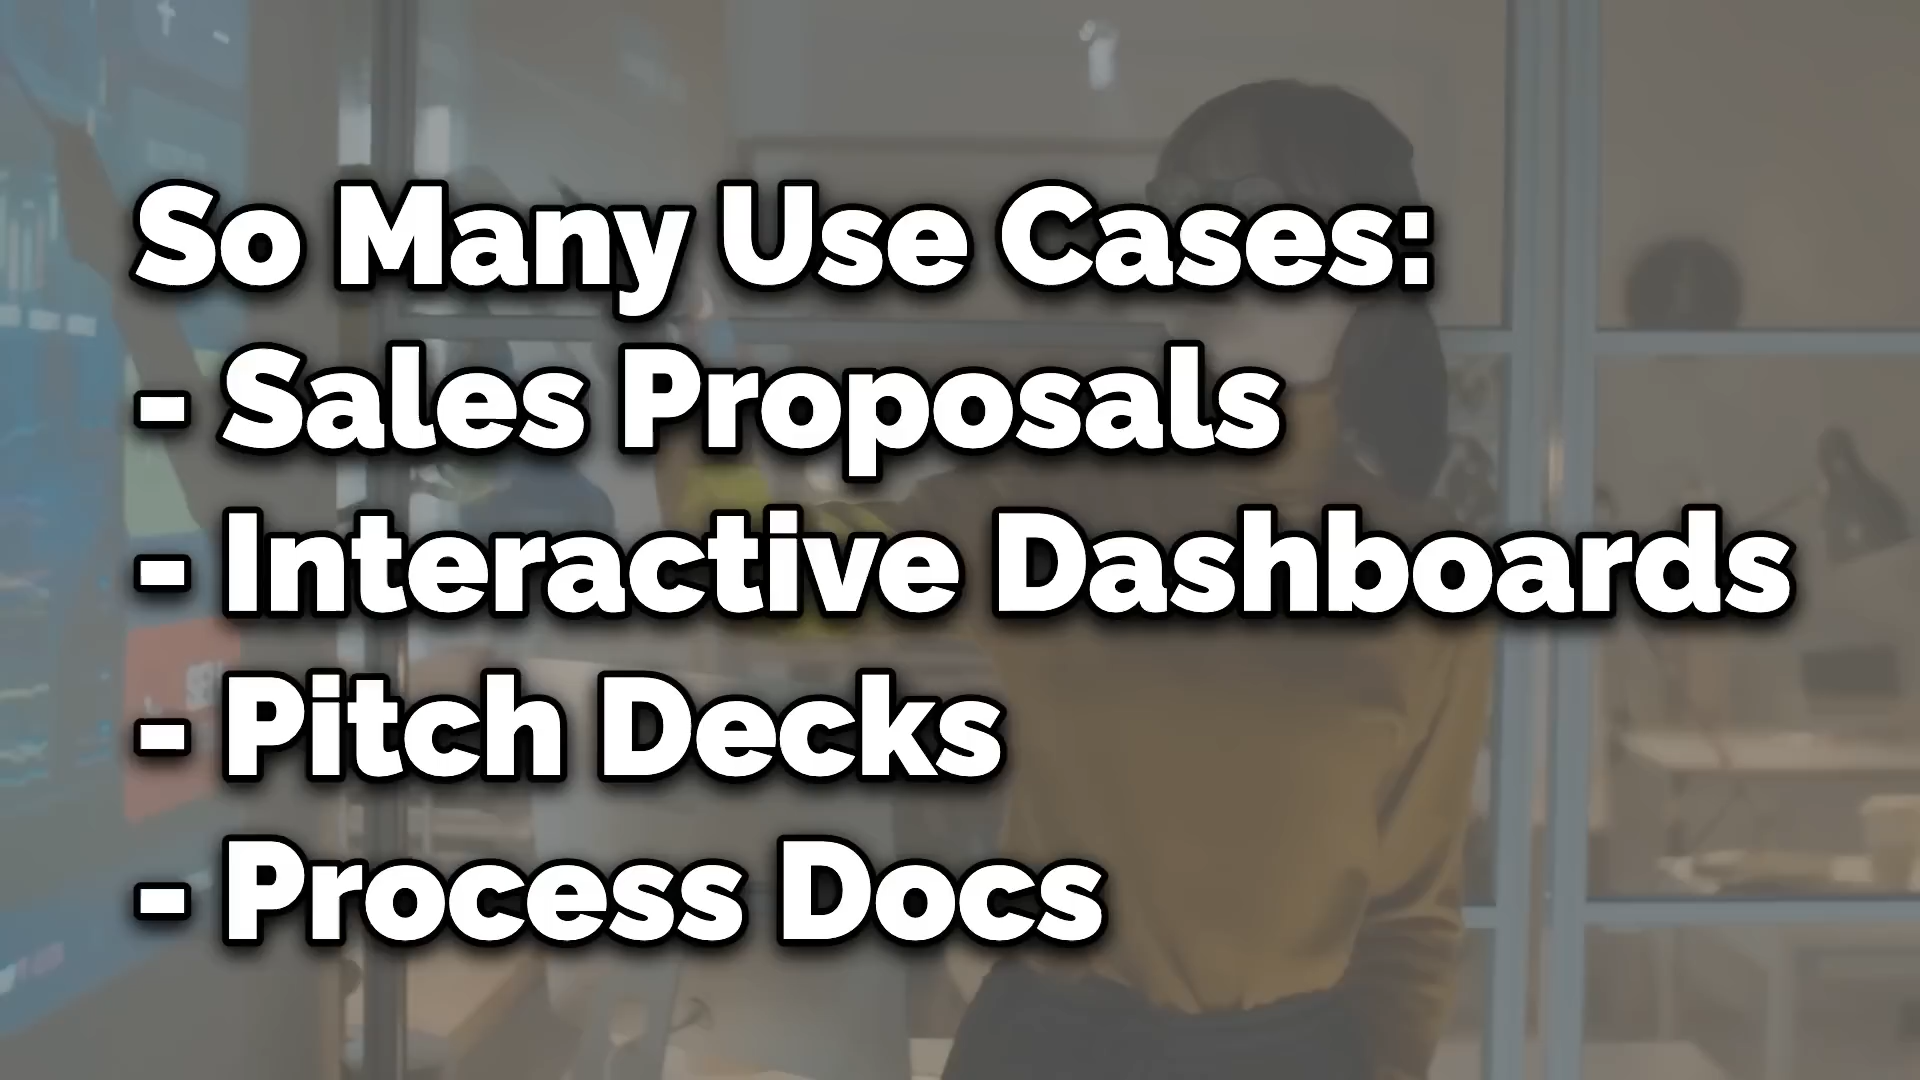 So Many Use Cases:
- Sales Proposals
- Interactive Dashboards
- Pitch Decks
- Process Docs